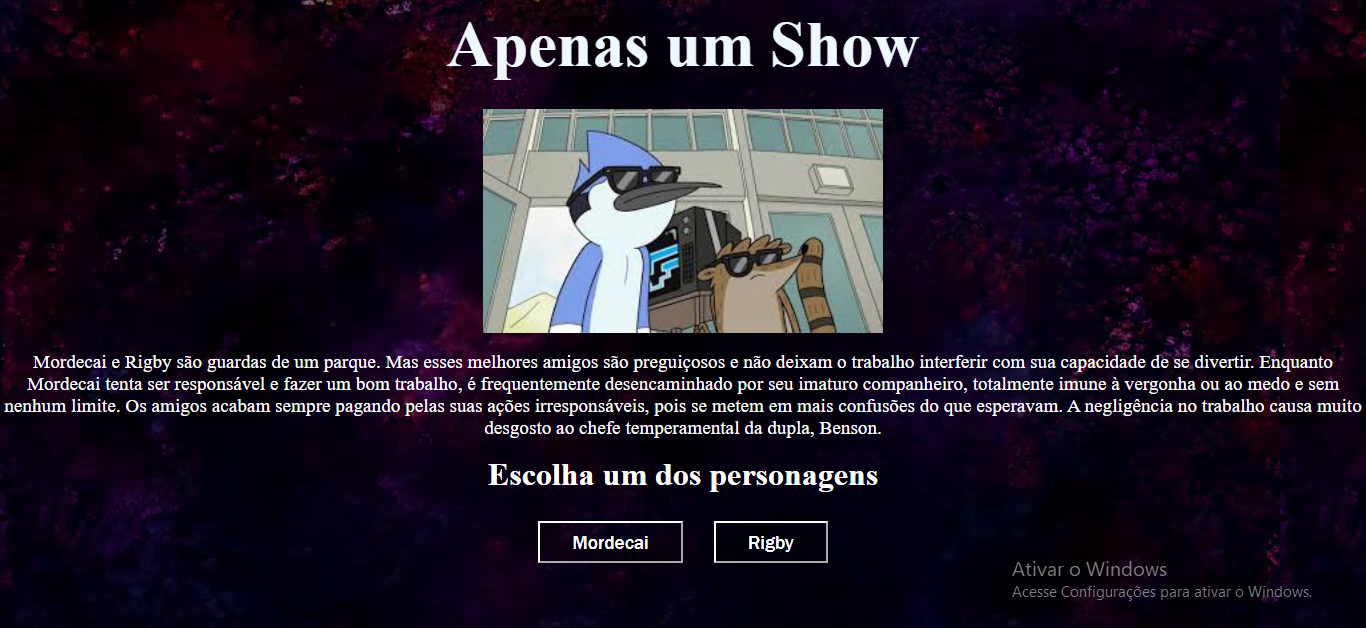 Apenas um Show
Mordecai e Rigby são guardas de um parque. Mas esses melhores amigos são preguiçosos e não deixam o trabalho interferir com sua capacidade de se divertir. Enquanto
Mordecai tenta ser responsável e fazer um bom trabalho, é frequentemente desencaminhado por seu imaturo companheiro, totalmente imune à vergonha ou ao medo e sem
nenhum limite. Os amigos acabam sempre pagando pelas suas ações irresponsáveis, pois se metem em mais confusões do que esperavam. A negligência no trabalho causa muito
desgosto ao chefe temperamental da dupla, Benson.
Escolha um dos personagens
Mordecai Rigby
Ativar o Windows
Acesse Configurações para ativar o Windows.